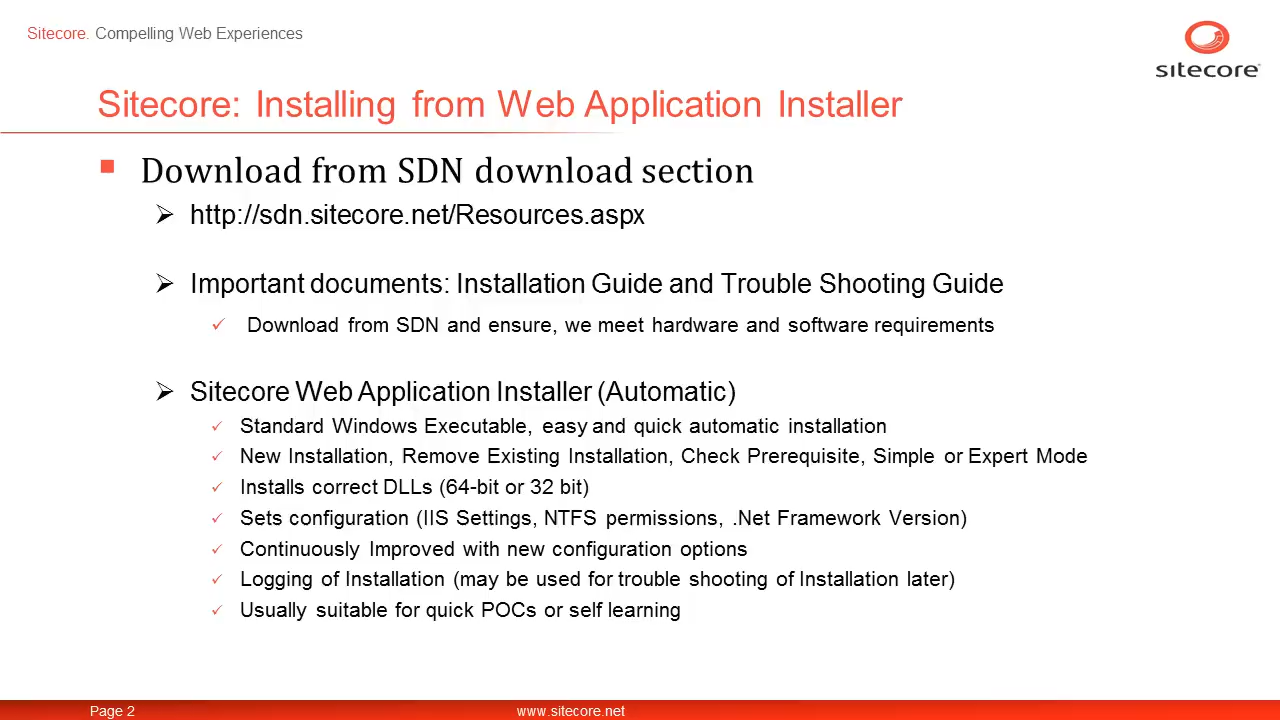 Sitecore. Compelling Web Experiences
sitecore
Sitecore: Installing from Web Application Installer
Download from SDN download section
http://sdn.sitecore.net/Resources.aspx
Important documents: Installation Guide and Trouble Shooting Guide
Download from SDN and ensure, we meet hardware and software requirements
Sitecore Web Application Installer (Automatic)
Standard Windows Executable, easy and quick automatic installation
New Installation, Remove Existing Installation, Check Prerequisite, Simple or Expert Mode
Installs correct DLLs (64-bit or 32 bit)
Sets configuration (IIS Settings, NTFS permissions, .Net Framework Version)
Continuously Improved with new configuration options
Logging of Installation (may be used for trouble shooting of Installation later)
Usually suitable for quick POCs or self learning
Page 2
www.sitecore.net